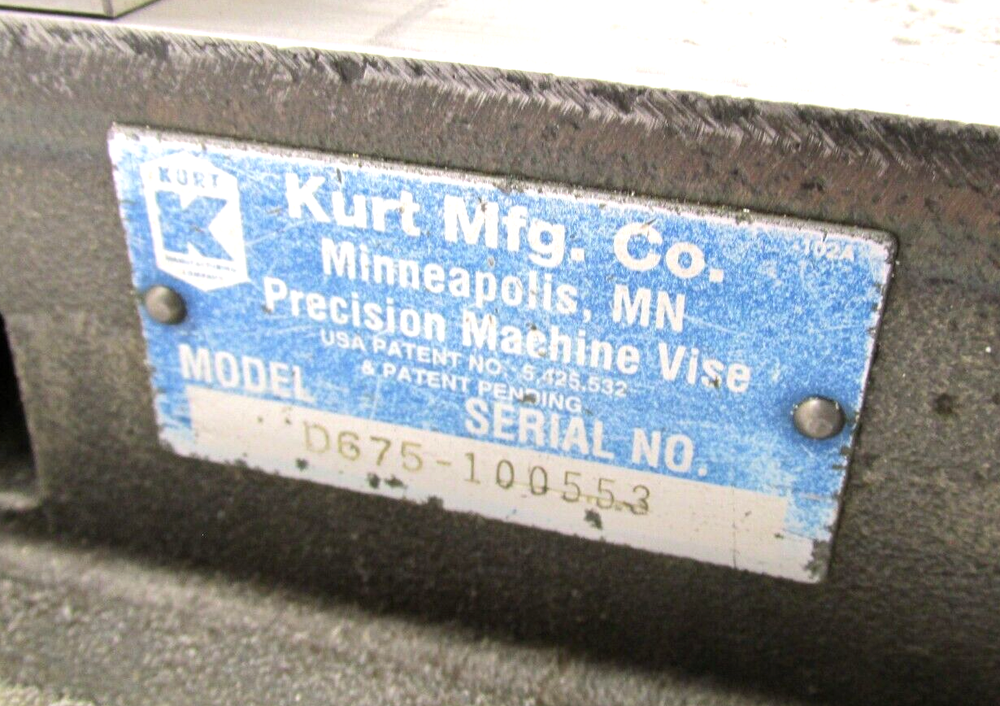 KURT
K
Kurt Mfg. Co.
102A
Minneapolis, MN
Precision Machine Vise
USA PATENT NO. 5,425,532
& PATENT PENDING
MODEL
SERIAL NO.
D675-100553